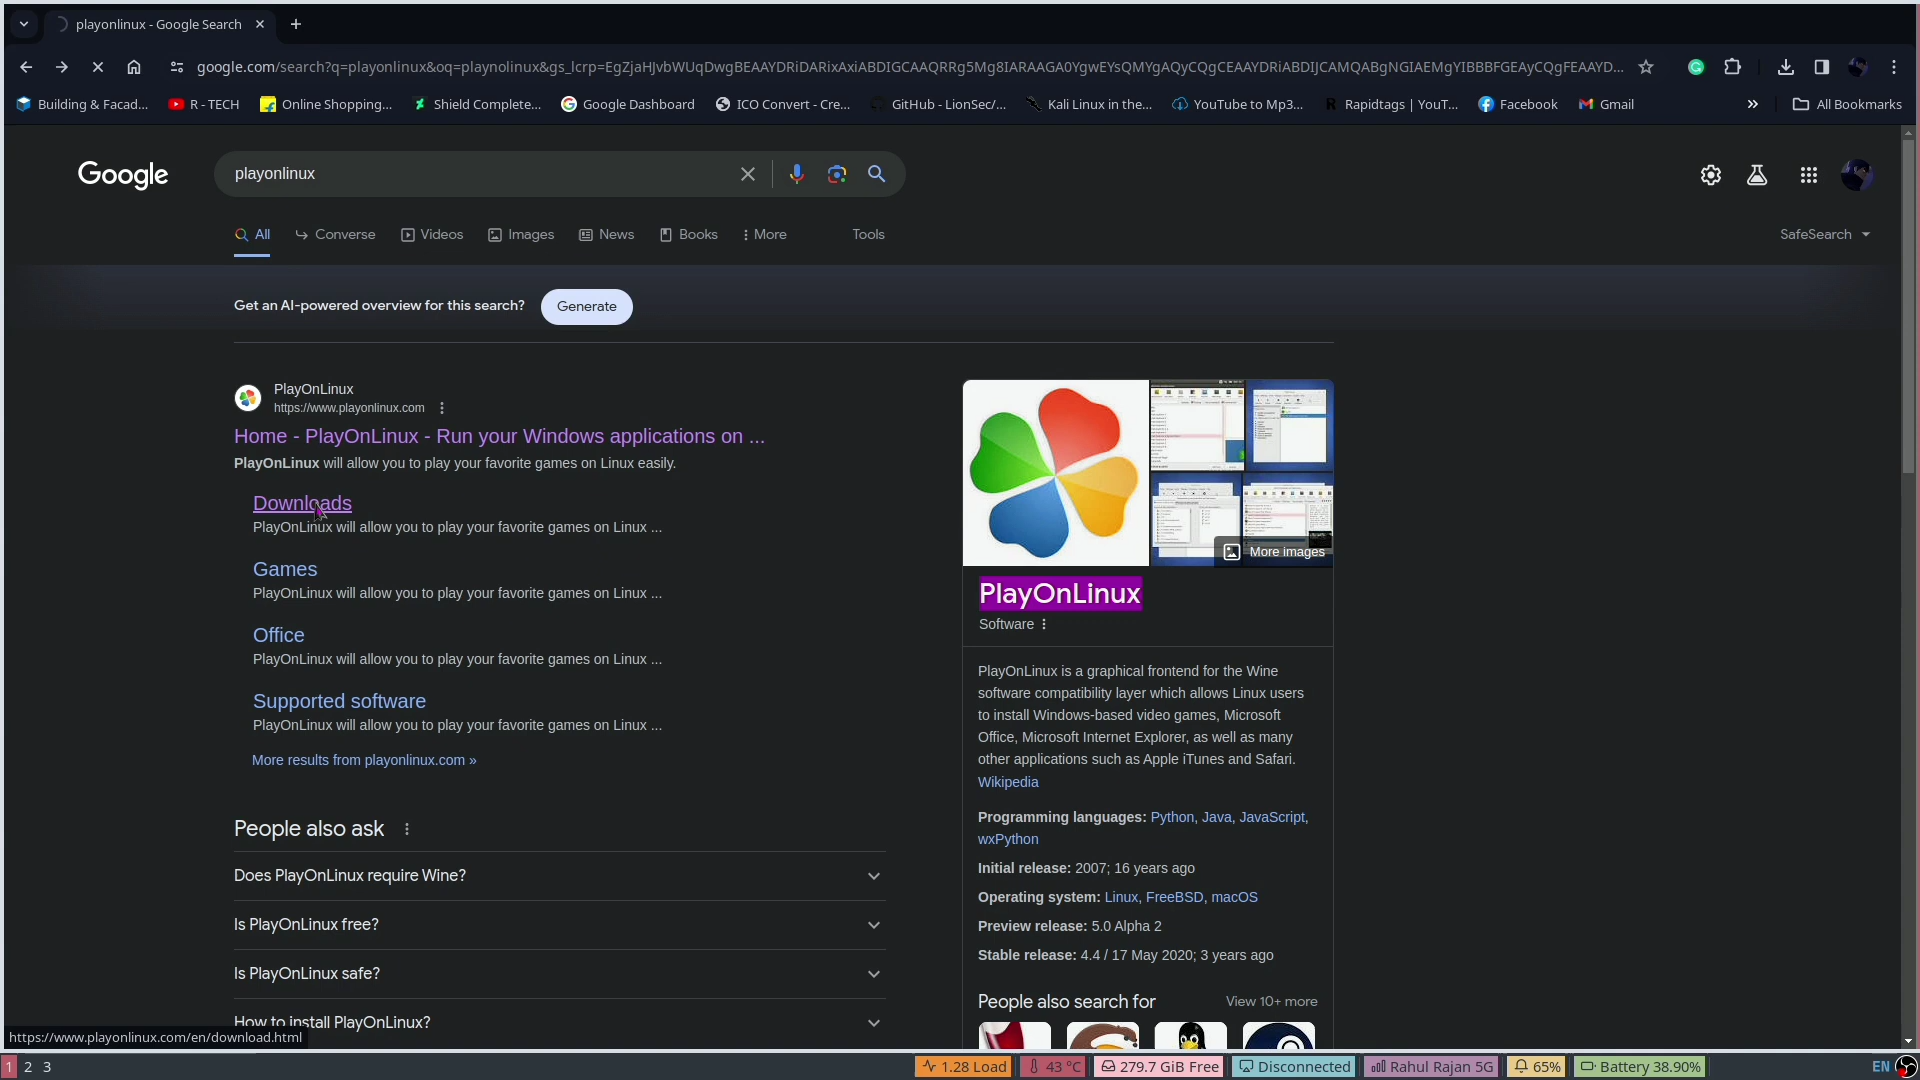 playonlinux - Google Search
google.com/search?q=playonlinux&oq=playnolinux&gs_lcrp=EgZjaHJvbWUqDwgBEAAYDRiDARixAxiABDIGCAAQRRg5Mg8IARAAGA0YgwEYsQMYgAQyCQgCEAAYDRiABDIJCAMQABgNGIAEMgYIBBBFGEAyCQgFEAAYD...
Building & Facad...
R - TECH
Online Shopping...
Shield Complete...
Google Dashboard
ICO Convert - Cre...
GitHub - LionSec/...
Kali Linux in the...
YouTube to Mp3...
Rapidtags | YouT...
Facebook
Gmail
All Bookmarks
Google
playonlinux
All
Converse
Videos
Images
News
Books
More
Tools
SafeSearch
Get an AI-powered overview for this search?
Generate
PlayOnLinux
https://www.playonlinux.com
Home - PlayOnLinux - Run your Windows applications on ...
PlayOnLinux will allow you to play your favorite games on Linux easily.
Downloads
PlayOnLinux will allow you to play your favorite games on Linux ...
Games
PlayOnLinux will allow you to play your favorite games on Linux ...
Office
PlayOnLinux will allow you to play your favorite games on Linux ...
Supported software
PlayOnLinux will allow you to play your favorite games on Linux ...
More results from playonlinux.com »
People also ask
Does PlayOnLinux require Wine?
Is PlayOnLinux free?
Is PlayOnLinux safe?
How to install PlayOnLinux?
More images
PlayOnLinux
Software
PlayOnLinux is a graphical frontend for the Wine
software compatibility layer which allows Linux users
to install Windows-based video games, Microsoft
Office, Microsoft Internet Explorer, as well as many
other applications such as Apple iTunes and Safari.
Wikipedia
Programming languages: Python, Java, JavaScript,
wxPython
Initial release: 2007; 16 years ago
Operating system: Linux, FreeBSD, macOS
Preview release: 5.0 Alpha 2
Stable release: 4.4 / 17 May 2020; 3 years ago
People also search for
View 10+ more
https://www.playonlinux.com/en/download.html
1 2 3
1.28 Load
43 °C
279.7 GiB Free
Disconnected
Rahul Rajan 5G
65%
Battery 38.90%
EN